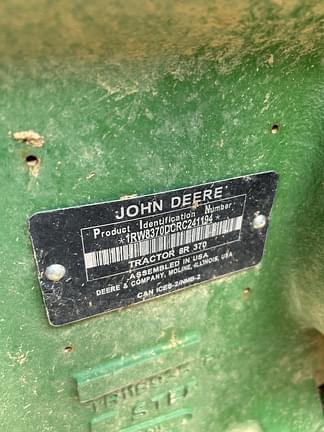 JOHN DEERE
Product Identification Number
*1RW8370DCRC241194*
TRACTOR 8R 370
ASSEMBLED IN USA
DEERE & COMPANY, MOLINE, ILLINOIS, USA
CAN ICES-2/NMB-2